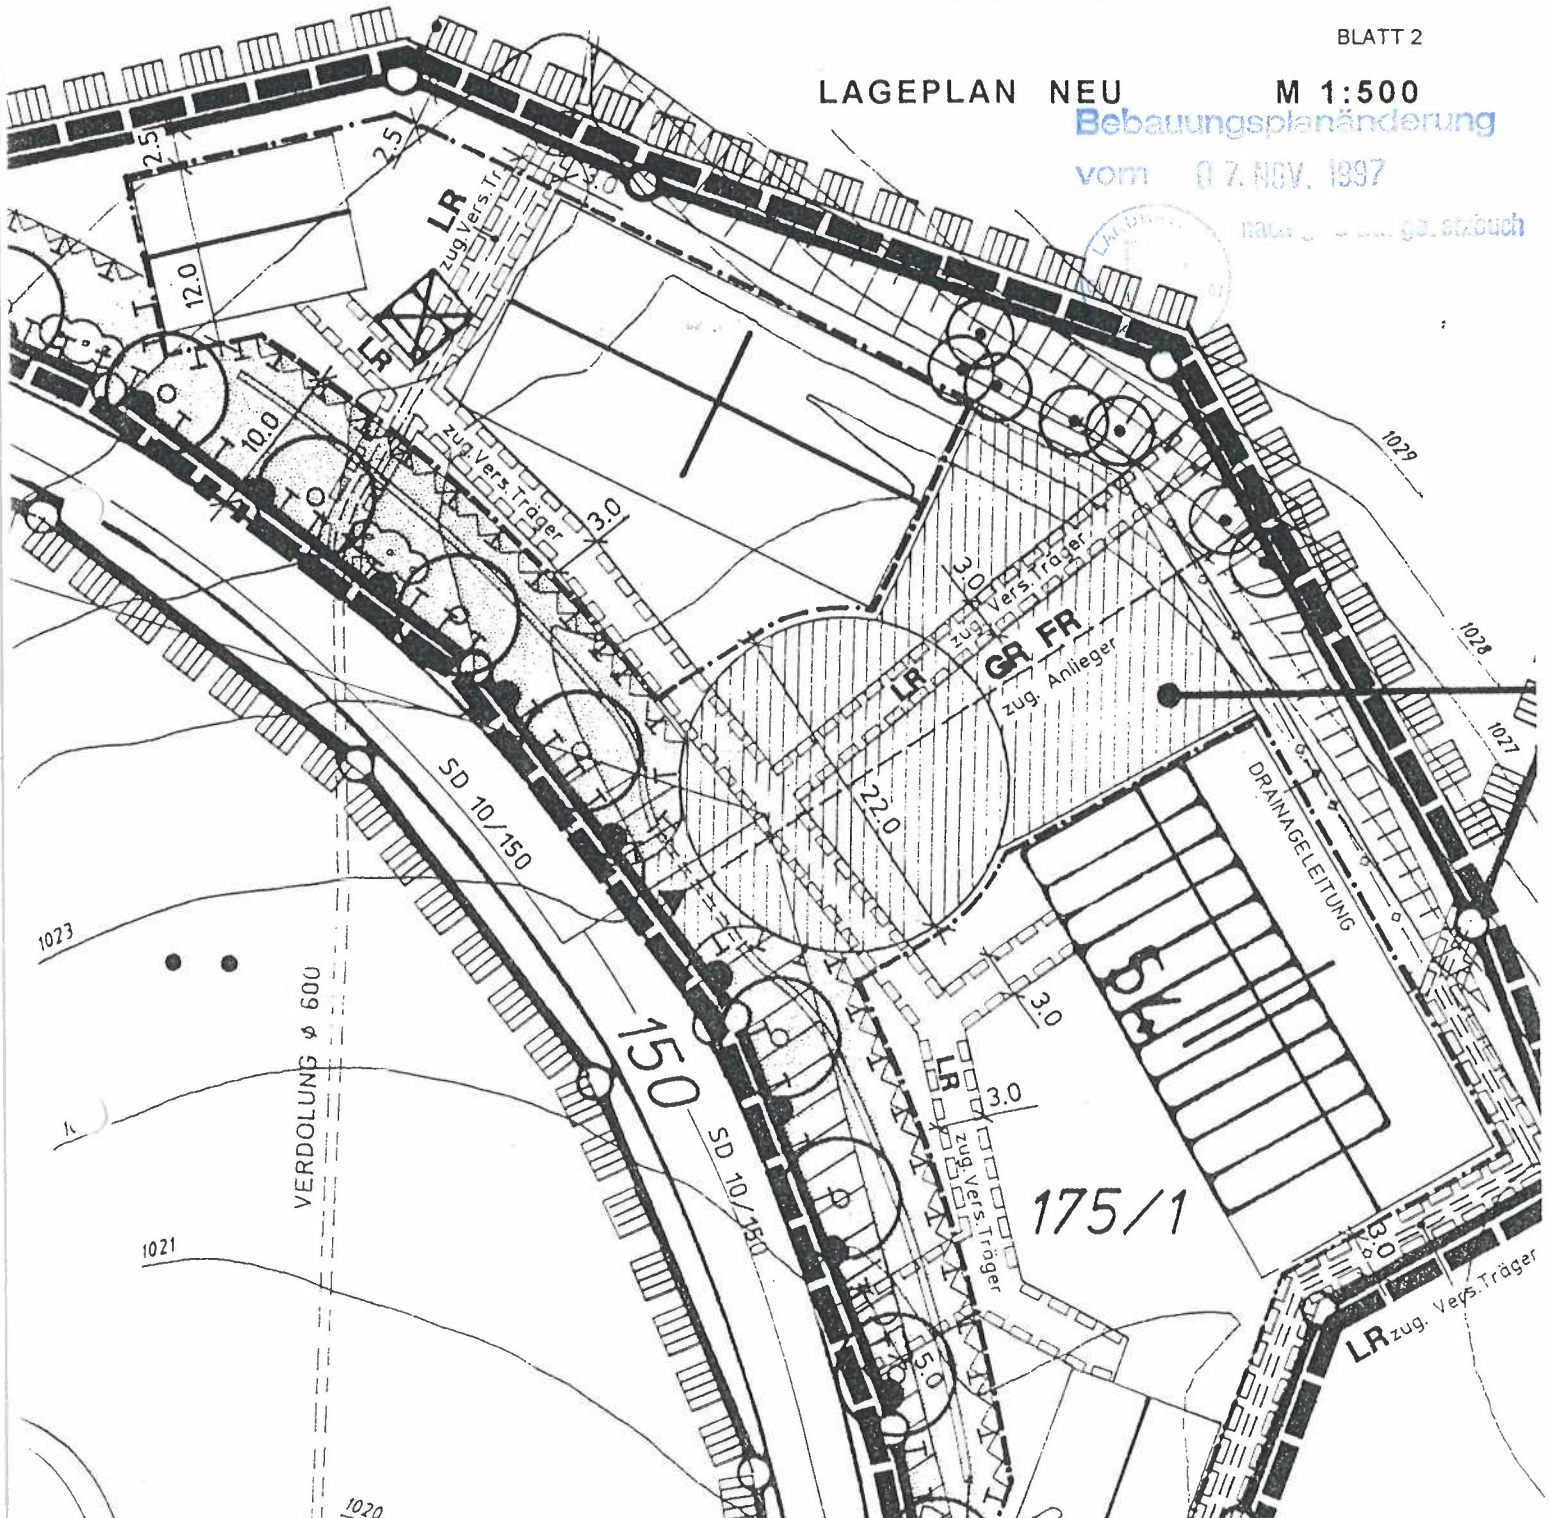 BLATT 2
LAGEPLAN NEU M 1:500
Bebauungsplanänderung
vom 07. NOV. 1997
2.5
2.5
3.0
LR
zug. Vers. Tr
12.0
LR
10.0
zug. Vers. Träger
3.0
1029
3.0
zug. Vers. Träger
LR
GR FR
zug. Anlieger
1028
1027
22.0
SD 10/150
DRAINAGELEITUNG
1023
VERDOLUNG ø 600
3.0
150
LR
3.0
zug. Vers. Träger
SD 10/150
175/1
1021
3.0
LR zug. Vers. Träger
5.0
1020